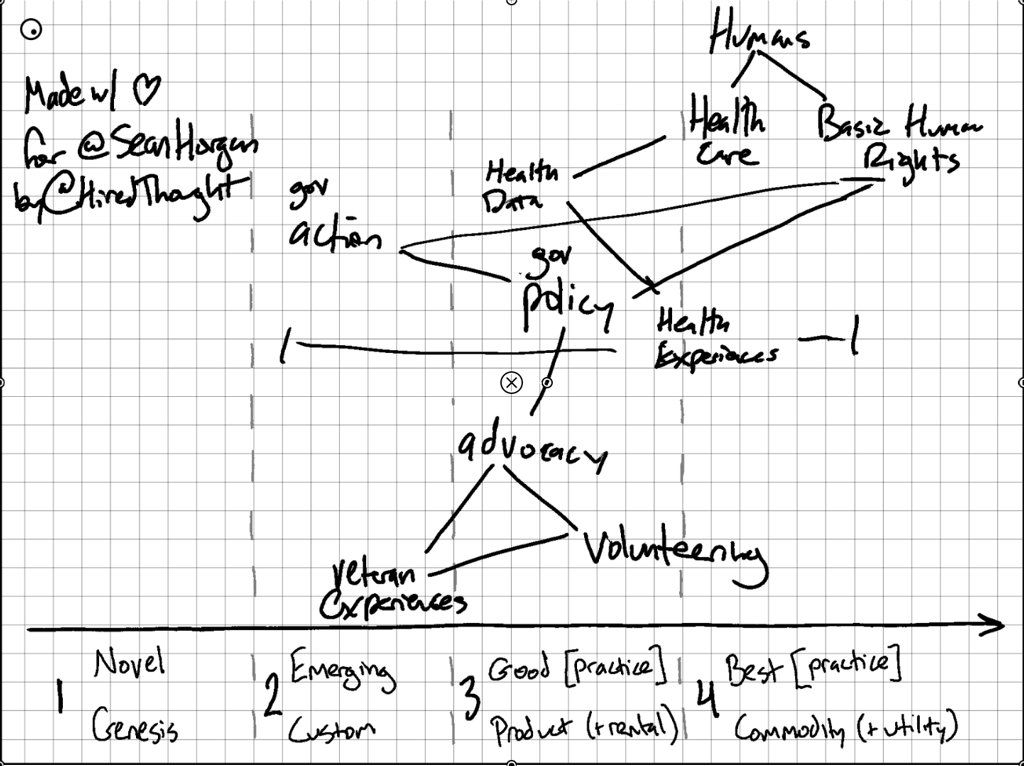 Humans
Made w/ ♡
for @SeanHorgan
by @HiredThought
Health
Care
Basic Human
Rights
Health
Data
gov
action
gov
policy
Health
Experiences
advocacy
Volunteering
Veteran
Experiences
1 Novel
Genesis
2 Emerging
Custom
3 Good [practice]
Product (+rental)
4 Best [practice]
Commodity (+utility)